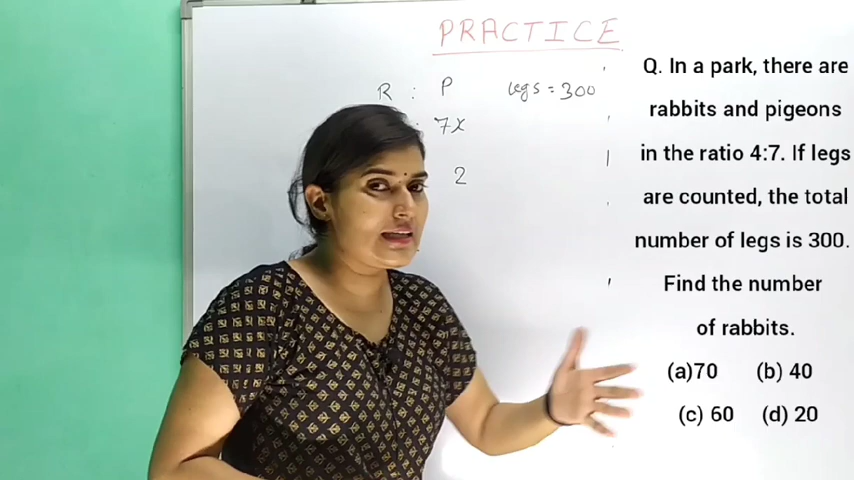 PRACTICE
R : P legs = 300
: 7x
2
Q. In a park, there are
rabbits and pigeons
in the ratio 4:7. If legs
are counted, the total
number of legs is 300.
Find the number
of rabbits.
(a)70 (b) 40
(c) 60 (d) 20